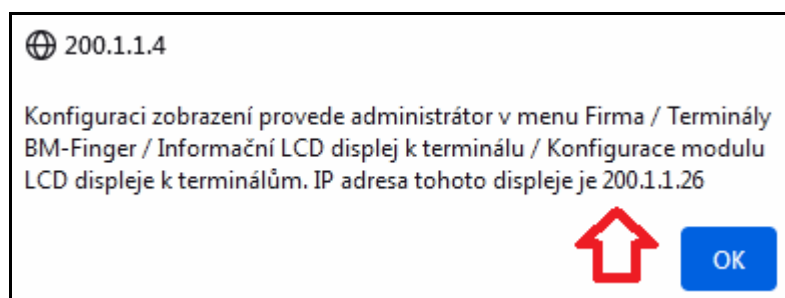 200.1.1.4
Konfiguraci zobrazení provede administrátor v menu Firma / Terminály
BM-Finger / Informační LCD displej k terminálu / Konfigurace modulu
LCD displeje k terminálům. IP adresa tohoto displeje je 200.1.1.26
OK